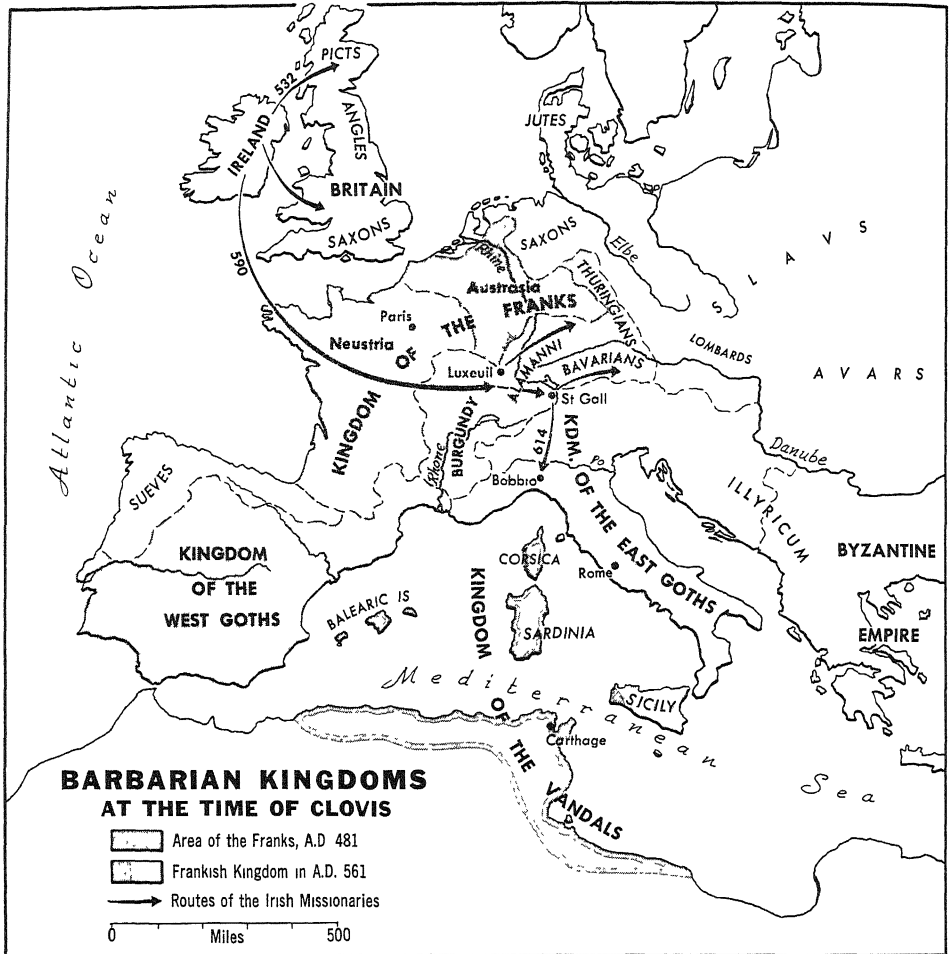 PICTS
532
IRELAND
ANGLES
BRITAIN
SAXONS
JUTES
Atlantic Ocean
590
Rhine
SAXONS
Elbe
SLAVS
Austrasia
THURINGIANS
KINGDOM OF THE FRANKS
Paris
Neustria
LOMBARDS
ALAMANNI
BAVARIANS
Luxeuil
AVARS
St Gall
BURGUNDY
Rhone
614
Po
Danube
Bobbio
SUEVES
ILLYRICUM
KDM. OF THE EAST GOTHS
KINGDOM
OF THE
WEST GOTHS
BYZANTINE
EMPIRE
CORSICA
Rome
BALEARIC IS
SARDINIA
KINGDOM OF THE VANDALS
Mediterranean Sea
SICILY
Carthage
BARBARIAN KINGDOMS
AT THE TIME OF CLOVIS
Area of the Franks, A.D 481
Frankish Kingdom in A.D. 561
Routes of the Irish Missionaries
0 Miles 500